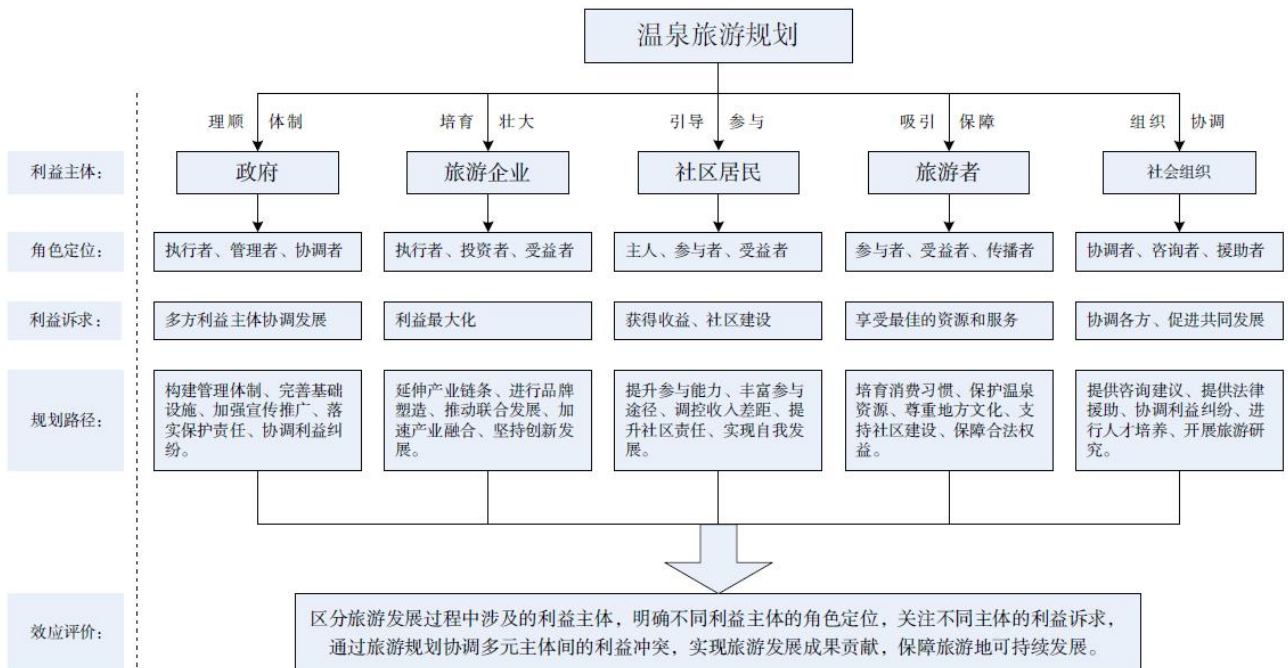 温泉旅游规划
理顺 体制
培育 壮大
引导 参与
吸引 保障
组织 协调
利益主体：
政府
旅游企业
社区居民
旅游者
社会组织
角色定位：
执行者、管理者、协调者
执行者、投资者、受益者
主人、参与者、受益者
参与者、受益者、传播者
协调者、咨询者、援助者
利益诉求：
多方利益主体协调发展
利益最大化
获得收益、社区建设
享受最佳的资源和服务
协调各方、促进共同发展
规划路径：
构建管理体制、完善基础
设施、加强宣传推广、落
实保护责任、协调利益纠
纷。
延伸产业链条、进行品牌
塑造、推动联合发展、加
速产业融合、坚持创新发
展。
提升参与能力、丰富参与
途径、调控收入差距、提
升社区责任、实现自我发
展。
培育消费习惯、保护温泉
资源、尊重地方文化、支
持社区建设、保障合法权
益。
提供咨询建议、提供法律
援助、协调利益纠纷、进
行人才培养、开展旅游研
究。
效应评价：
区分旅游发展过程中涉及的利益主体，明确不同利益主体的角色定位，关注不同主体的利益诉求，
通过旅游规划协调多元主体间的利益冲突，实现旅游发展成果贡献，保障旅游地可持续发展。